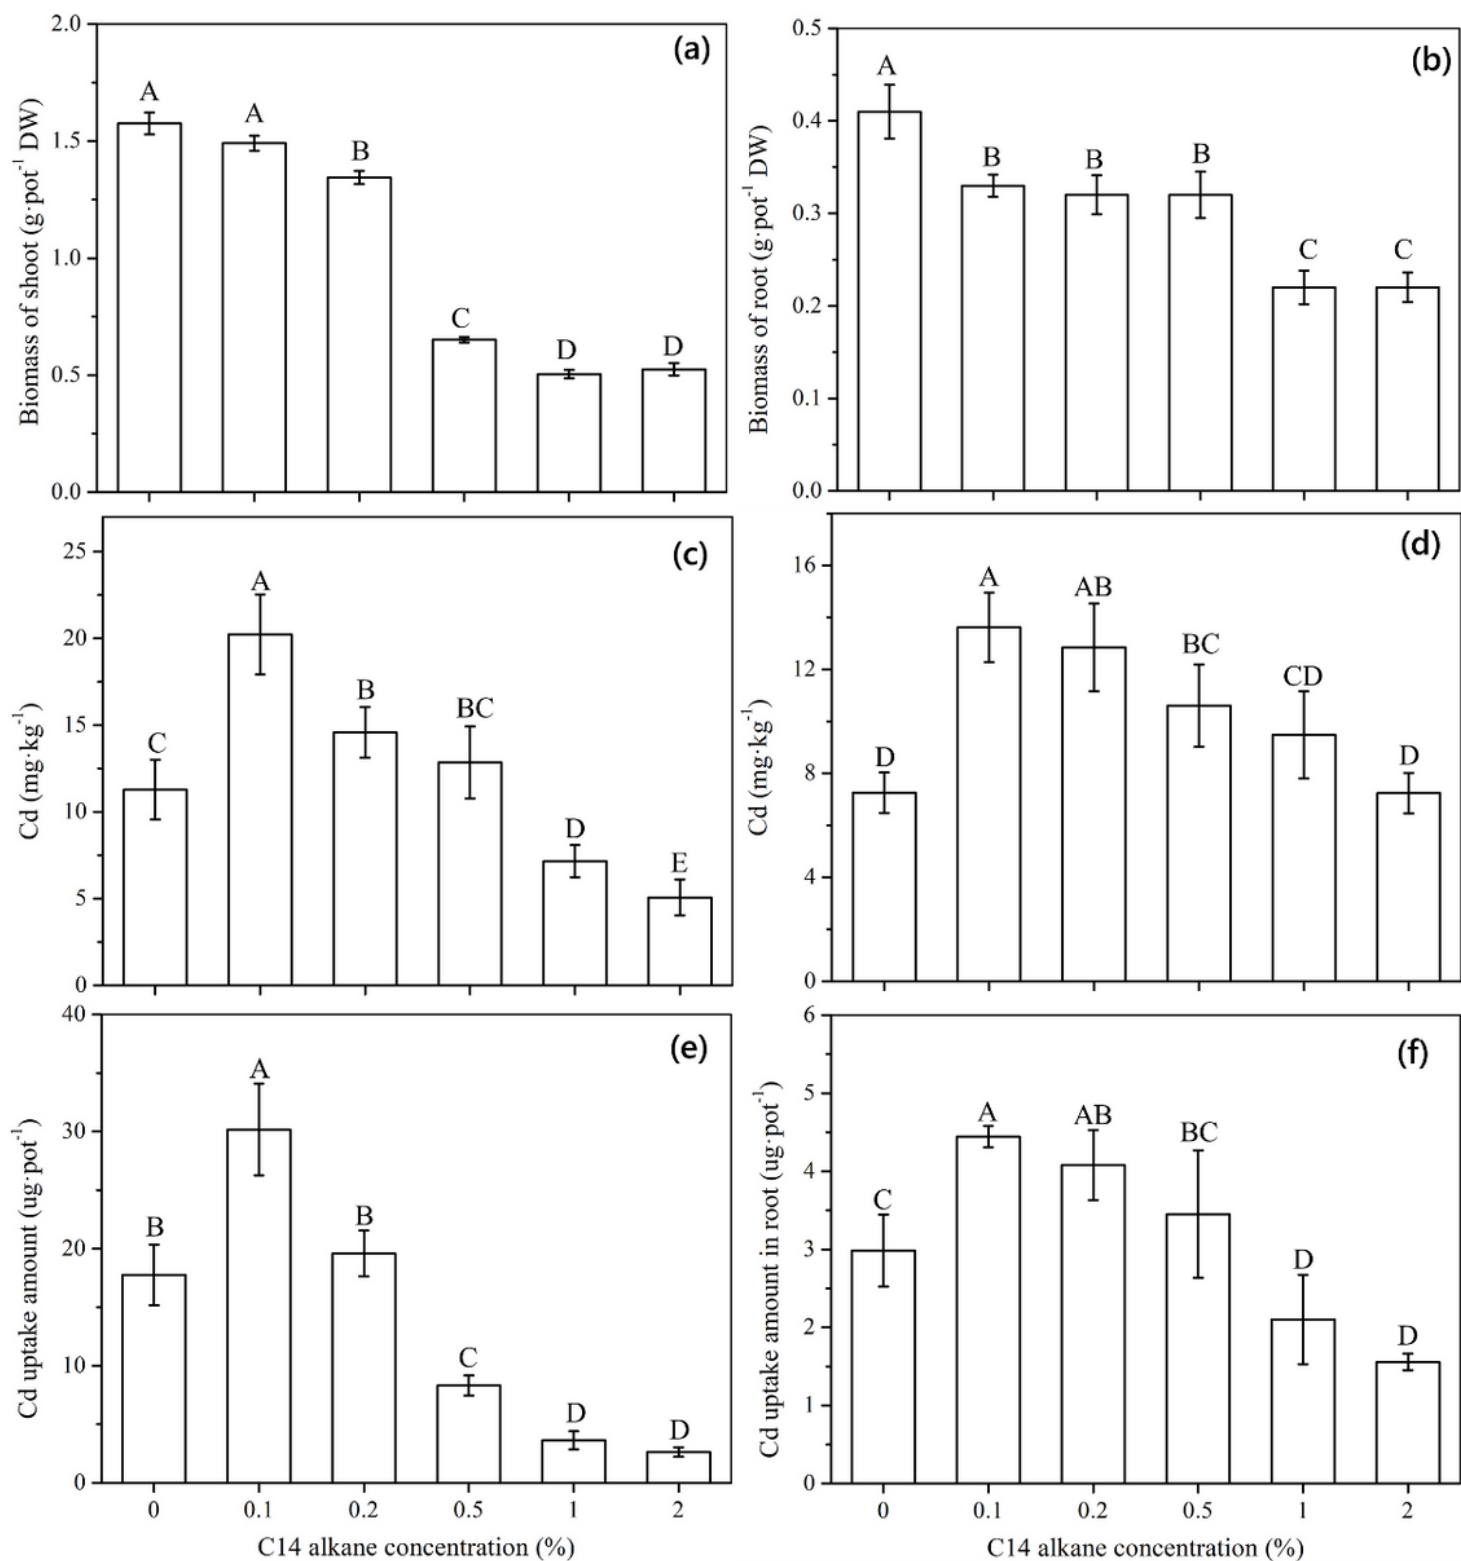 (a)
Biomass of shoot (g·pot⁻¹ DW)
2.0
1.5
1.0
0.5
0.0
A
A
B
C
D
D
(b)
Biomass of root (g·pot⁻¹ DW)
0.5
0.4
0.3
0.2
0.1
0.0
A
B
B
B
C
C
(c)
Cd (mg·kg⁻¹)
25
20
15
10
5
0
C
A
B
BC
D
E
(d)
Cd (mg·kg⁻¹)
16
12
8
4
0
D
A
AB
BC
CD
D
(e)
Cd uptake amount (ug·pot⁻¹)
40
30
20
10
0
B
A
B
C
D
D
0 0.1 0.2 0.5 1 2
C14 alkane concentration (%)
(f)
Cd uptake amount in root (ug·pot⁻¹)
6
5
4
3
2
1
0
C
A
AB
BC
D
D
0 0.1 0.2 0.5 1 2
C14 alkane concentration (%)